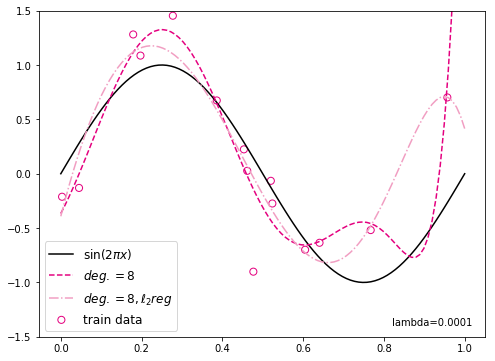 1.5
1.0
0.5
0.0
−0.5
−1.0
−1.5
sin(2πx)
deg. = 8
deg. = 8, ℓ₂reg
train data
lambda=0.0001
0.0 0.2 0.4 0.6 0.8 1.0